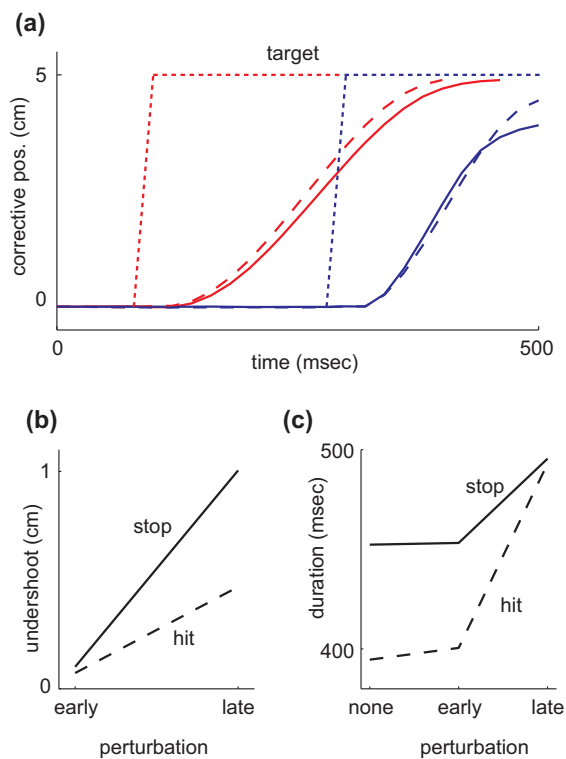 (a)
target
5
corrective pos. (cm)
0
0
500
time (msec)
(b)
1
undershoot (cm)
stop
hit
0
early
late
perturbation
(c)
500
duration (msec)
stop
hit
400
none
early
late
perturbation